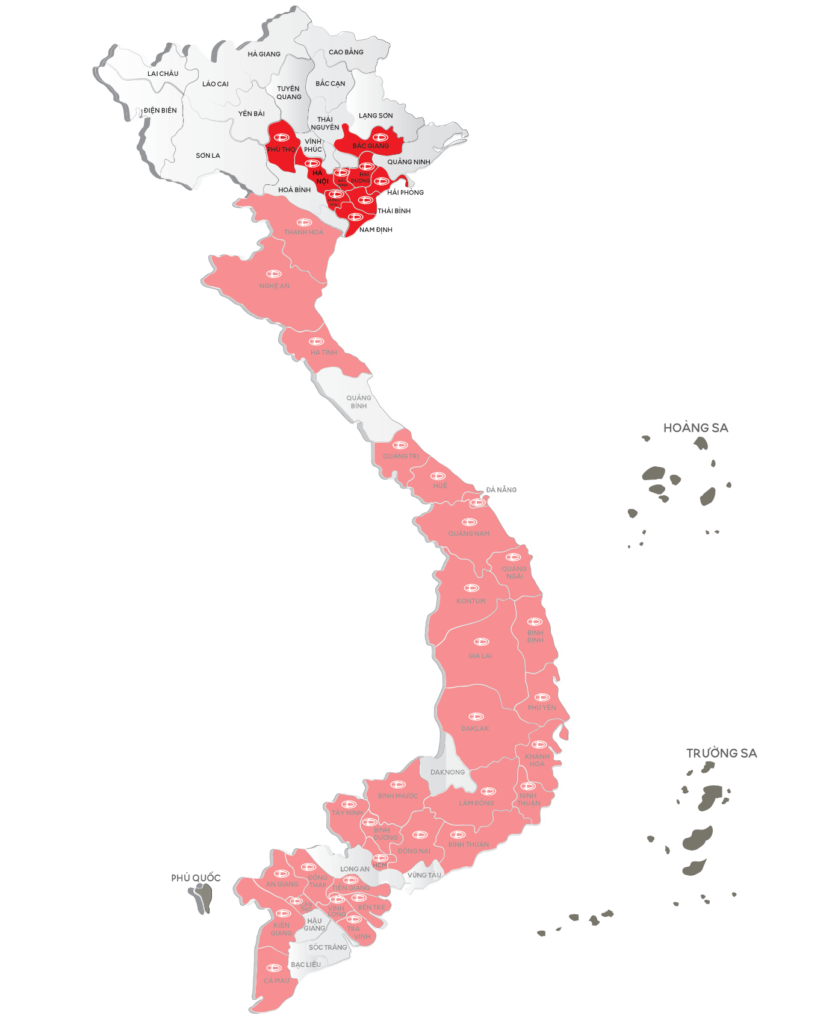 HÀ GIANG
CAO BẰNG
LAI CHÂU
LÀO CAI
BẮC CẠN
TUYÊN
QUANG
ĐIỆN BIÊN
YÊN BÁI
THÁI
NGUYÊN
LẠNG SƠN
SƠN LA
PHÚ THỌ
VĨNH
PHÚC
BẮC GIANG
QUẢNG NINH
HÀ
NỘI
HOÀ BÌNH
HẢI PHÒNG
THÁI BÌNH
NAM ĐỊNH
THANH HOÁ
NGHỆ AN
HÀ TĨNH
QUẢNG
BÌNH
HOÀNG SA
QUẢNG TRỊ
HUẾ
ĐÀ NẴNG
QUẢNG NAM
QUẢNG
NGÃI
KONTUM
BÌNH
ĐỊNH
GIA LAI
PHÚ YÊN
DAKLAK
TRƯỜNG SA
KHÁNH
HOÀ
DAKNONG
BÌNH PHƯỚC
LÂM ĐỒNG
NINH
THUẬN
TÂY NINH
BÌNH
DƯƠNG
BÌNH THUẬN
ĐỒNG NAI
HCM
LONG AN
VŨNG TÀU
PHÚ QUỐC
AN GIANG
ĐỒNG
THÁP
TIỀN GIANG
BẾN TRE
VĨNH
LONG
KIÊN
GIANG
HẬU
GIANG
TRÀ
VINH
SÓC TRĂNG
BẠC LIÊU
CÀ MAU